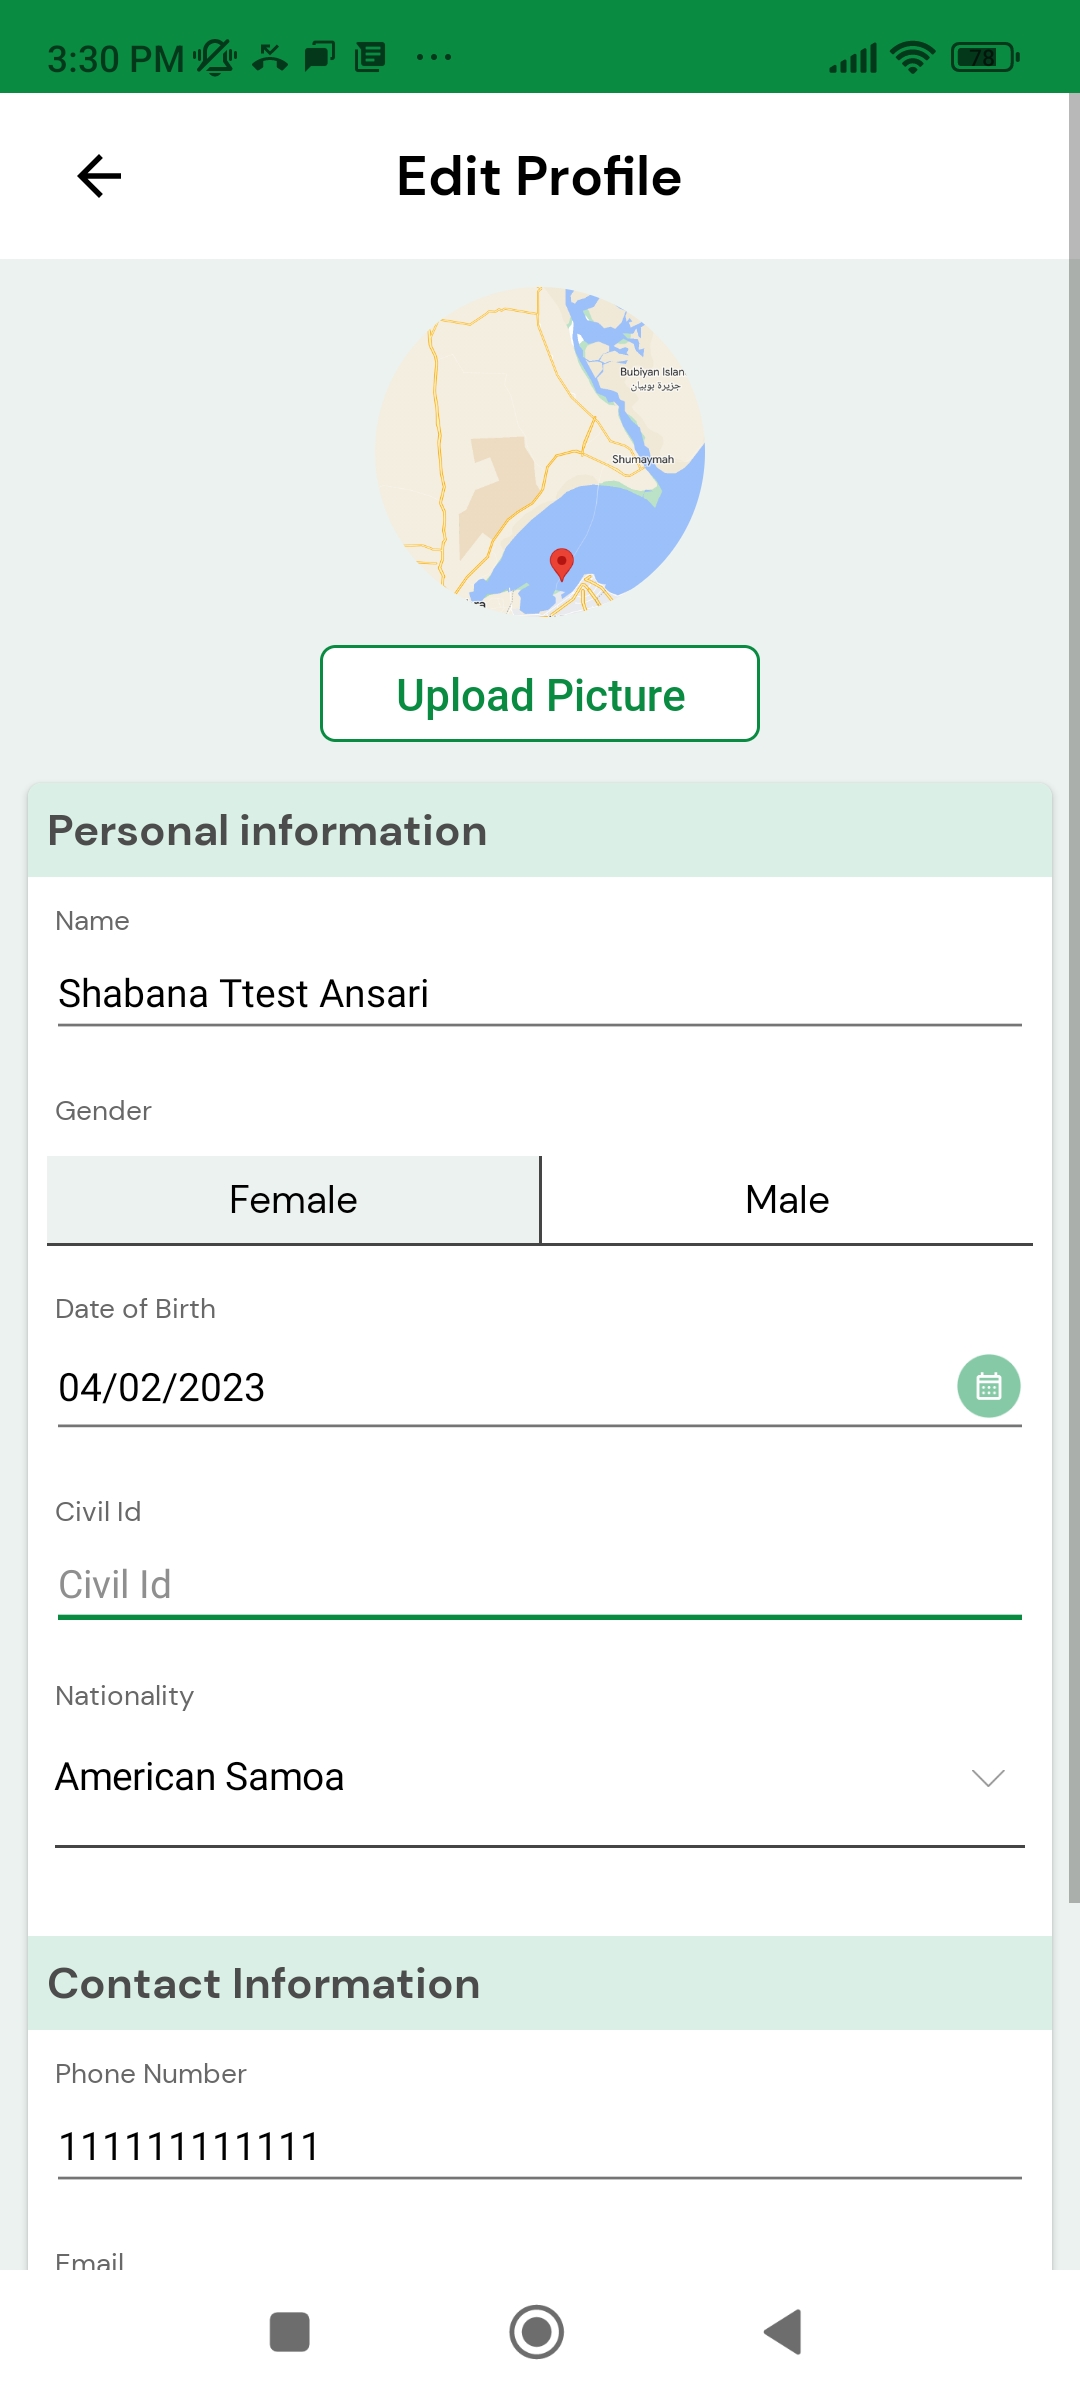 3:30 PM
78
Edit Profile
Bubiyan Islan
جزيرة بوبيان
Shumaymah
Upload Picture
Personal information
Name
Shabana Ttest Ansari
Gender
Female
Male
Date of Birth
04/02/2023
Civil Id
Civil Id
Nationality
American Samoa
Contact Information
Phone Number
111111111111
Email